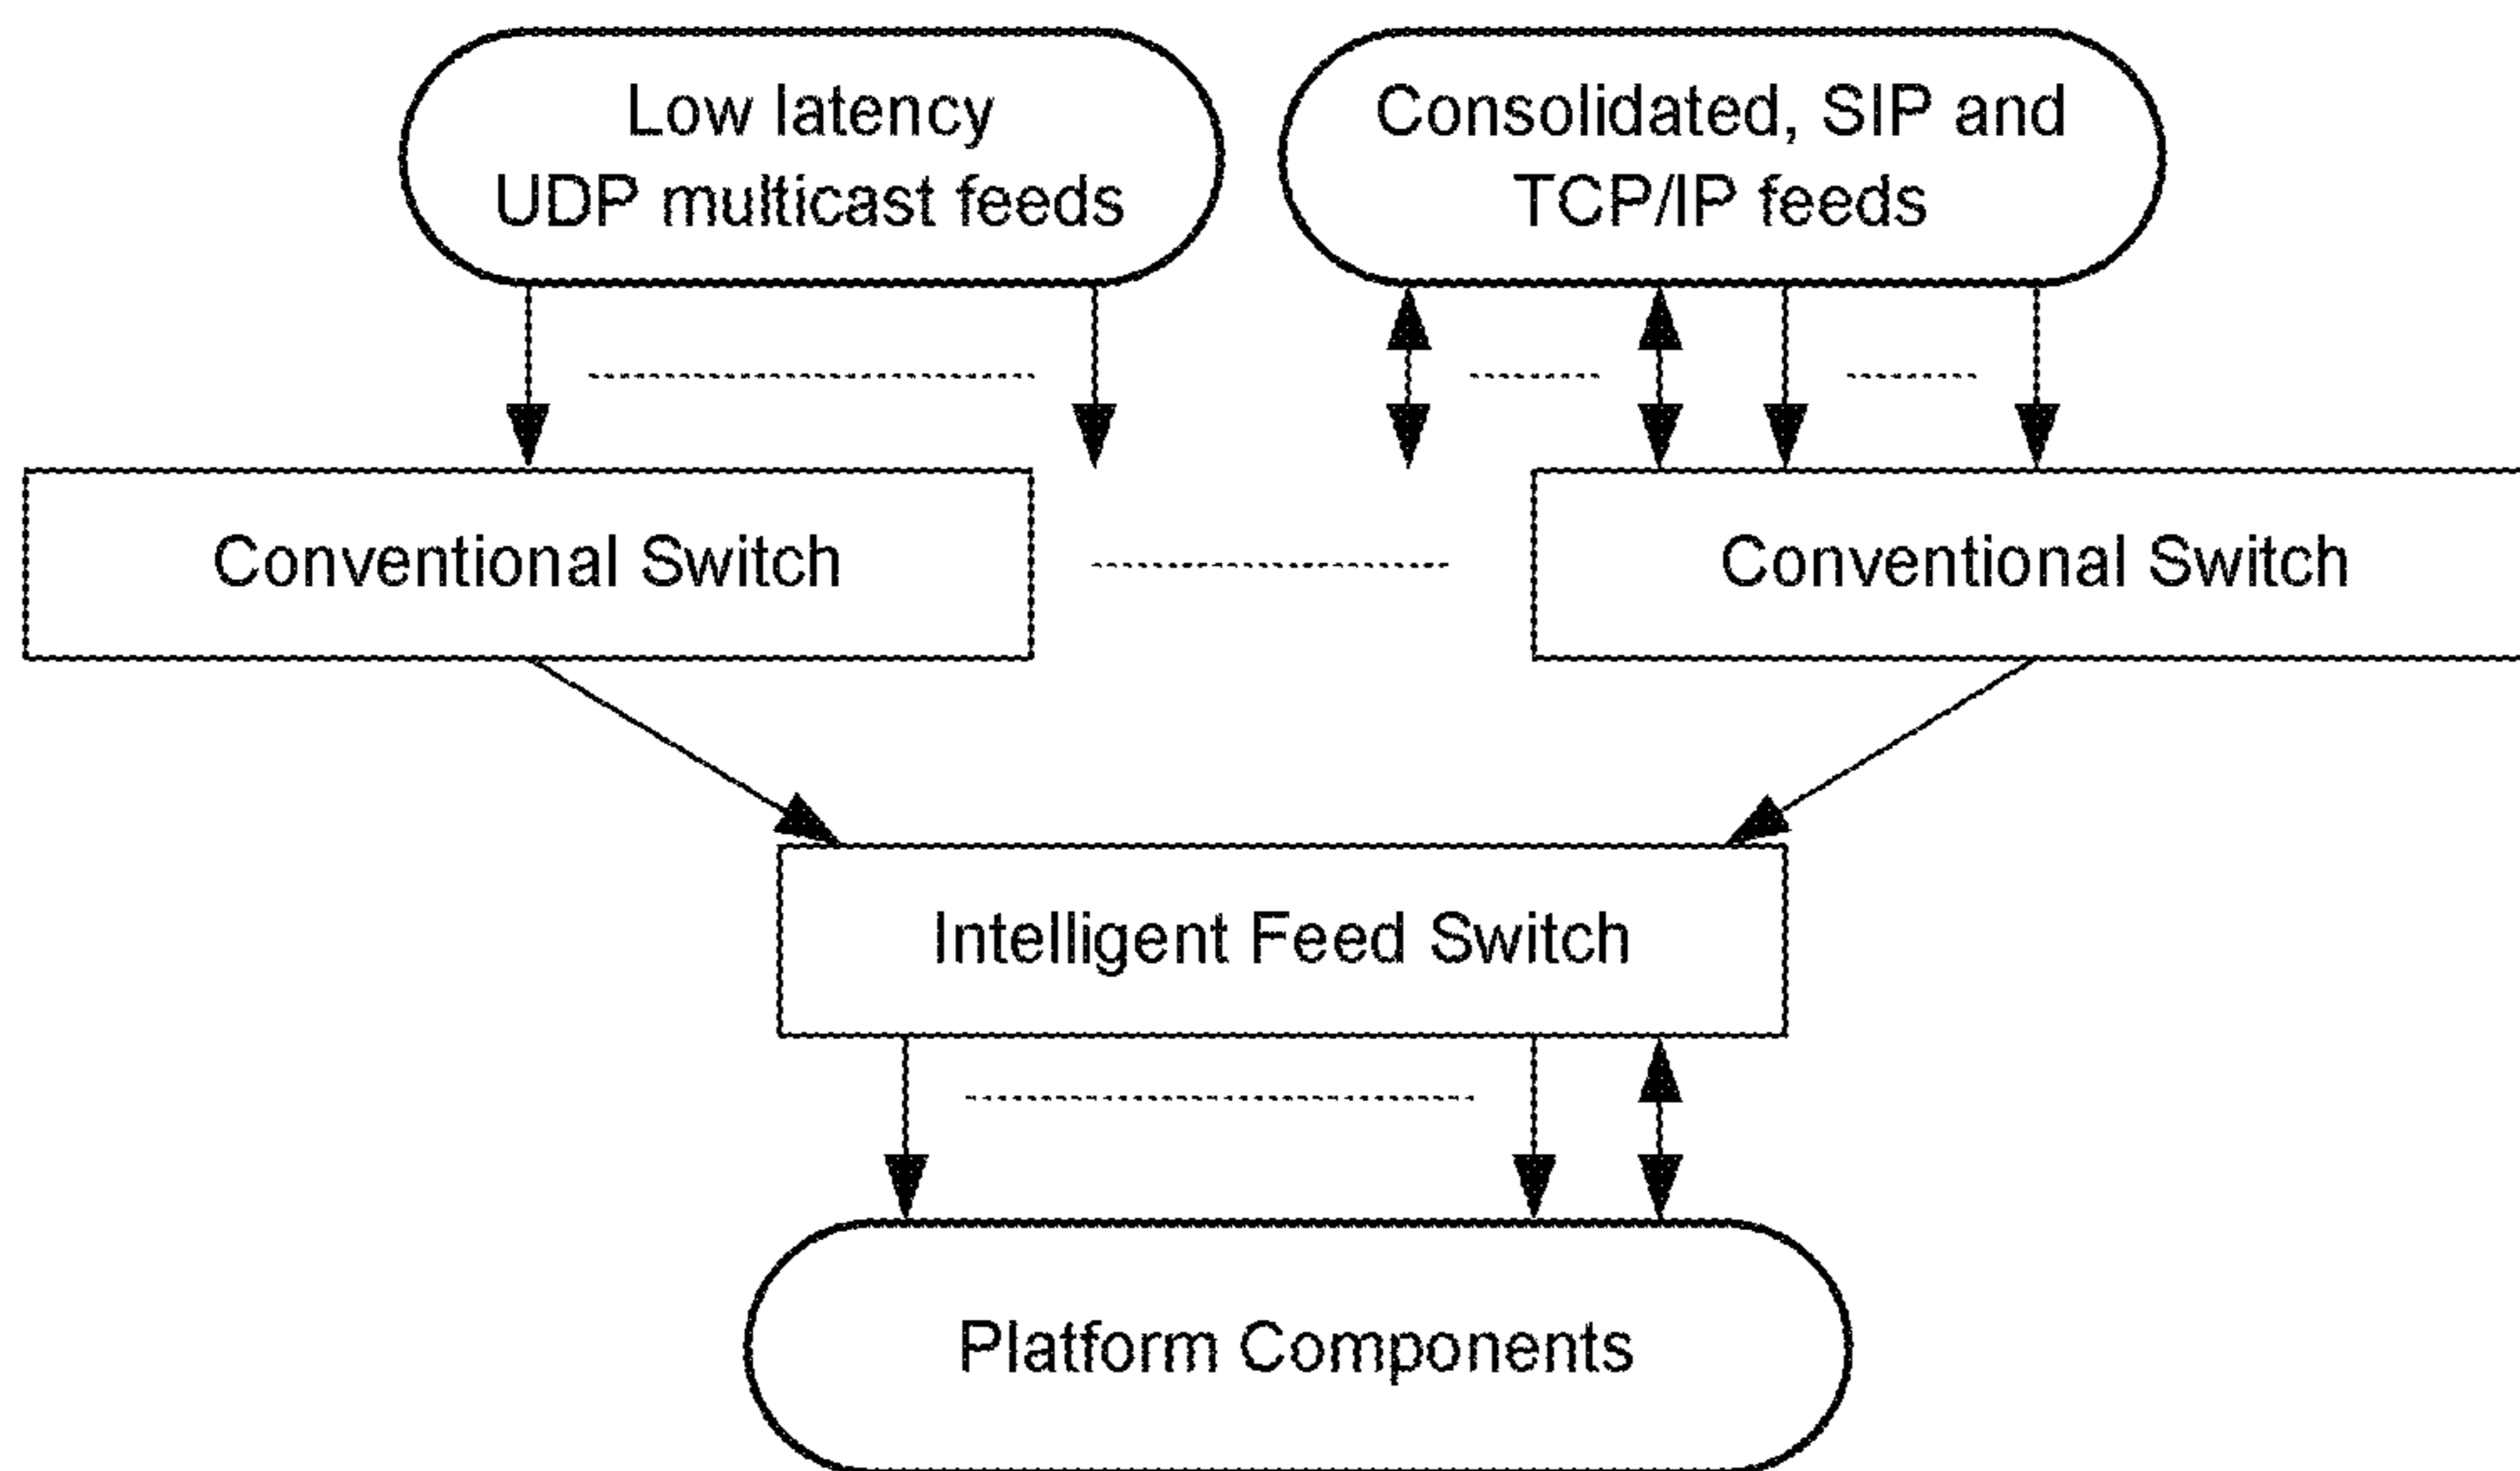 Low latency
UDP multicast feeds
Consolidated, SIP and
TCP/IP feeds
Conventional Switch
Conventional Switch
Intelligent Feed Switch
Platform Components